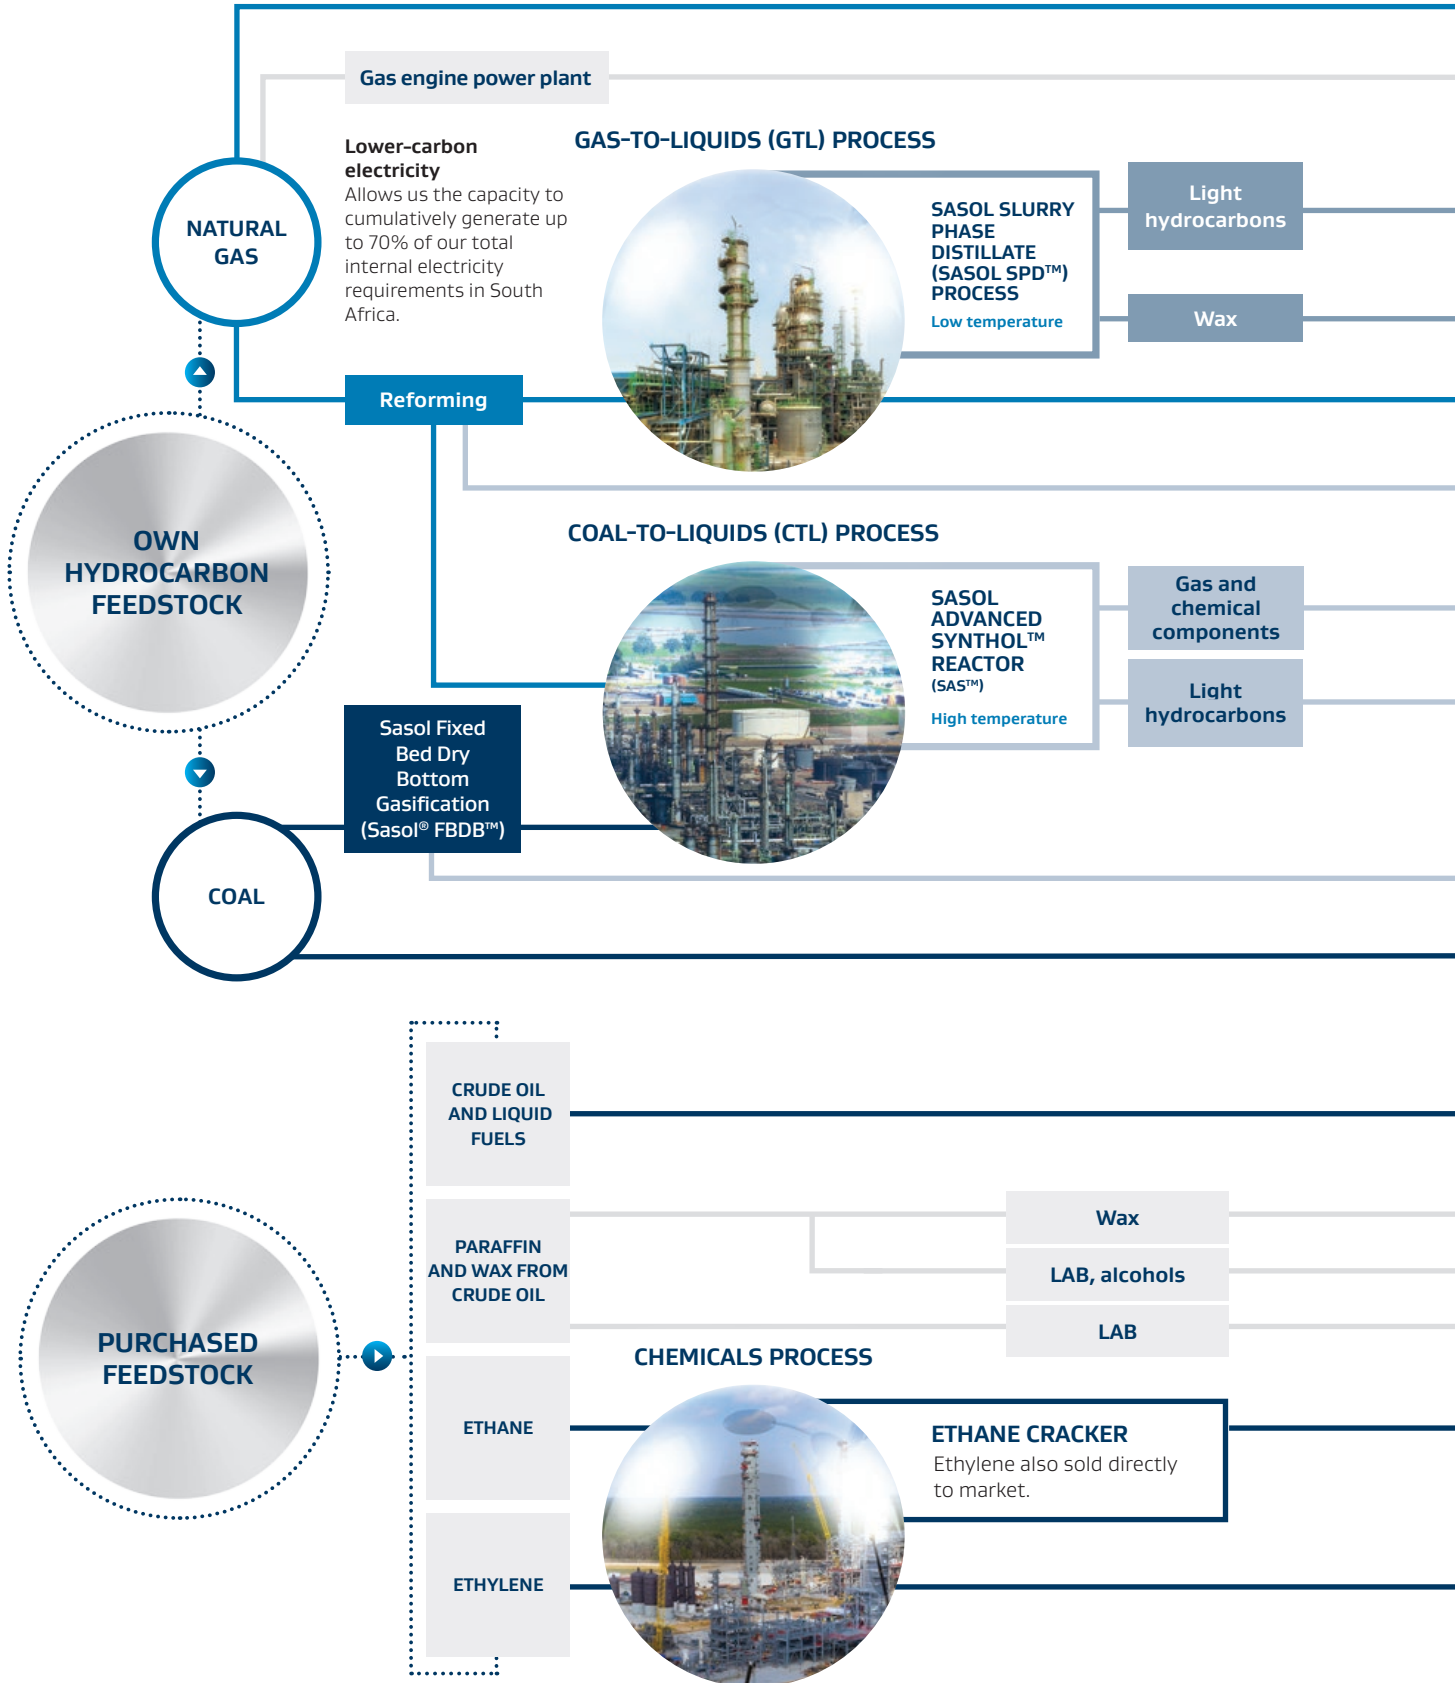 Gas engine power plant
Lower-carbon
electricity
Allows us the capacity to
cumulatively generate up
to 70% of our total
internal electricity
requirements in South
Africa.
NATURAL
GAS
GAS-TO-LIQUIDS (GTL) PROCESS
SASOL SLURRY
PHASE
DISTILLATE
(SASOL SPD™)
PROCESS
Low temperature
Light
hydrocarbons
Wax
Reforming
OWN
HYDROCARBON
FEEDSTOCK
COAL-TO-LIQUIDS (CTL) PROCESS
SASOL
ADVANCED
SYNTHOL™
REACTOR
(SAS™)
High temperature
Gas and
chemical
components
Light
hydrocarbons
Sasol Fixed
Bed Dry
Bottom
Gasification
(Sasol® FBDB™)
COAL
CRUDE OIL
AND LIQUID
FUELS
PARAFFIN
AND WAX FROM
CRUDE OIL
Wax
LAB, alcohols
LAB
PURCHASED
FEEDSTOCK
CHEMICALS PROCESS
ETHANE
ETHANE CRACKER
Ethylene also sold directly
to market.
ETHYLENE